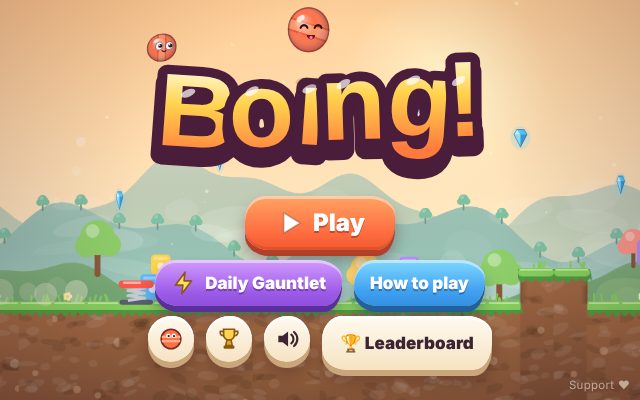 Boing!
Play
Daily Gauntlet
How to play
Leaderboard
Support